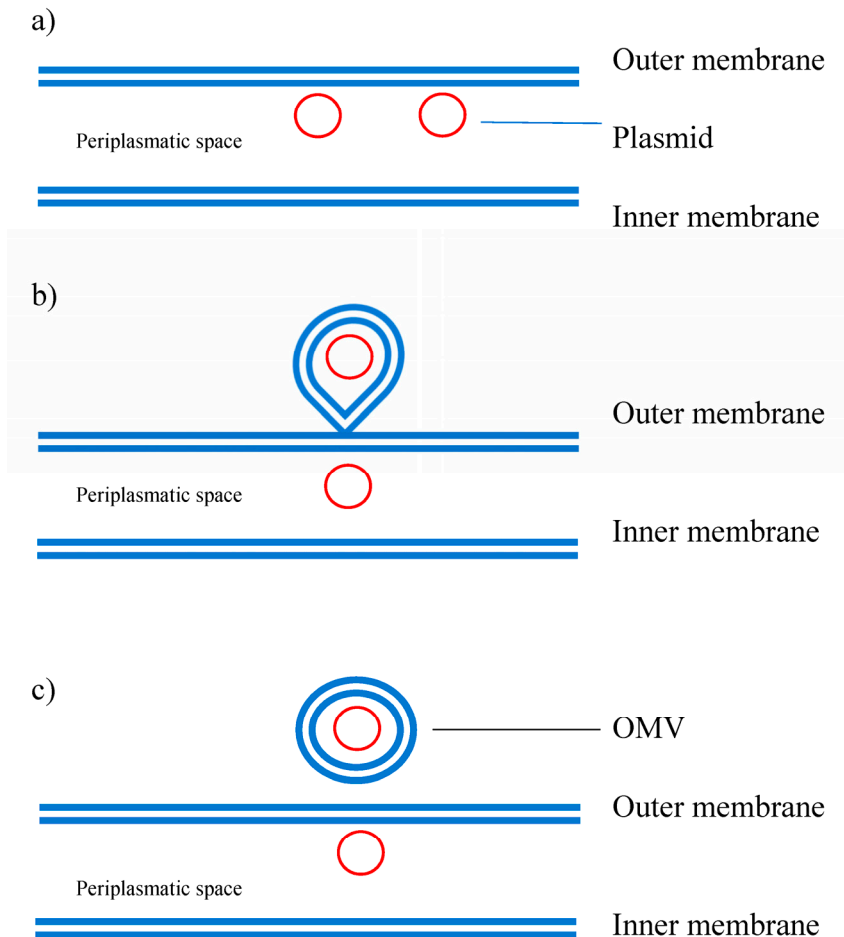 a)
Outer membrane
Periplasmatic space
Plasmid
Inner membrane
b)
Outer membrane
Periplasmatic space
Inner membrane
c)
OMV
Outer membrane
Periplasmatic space
Inner membrane